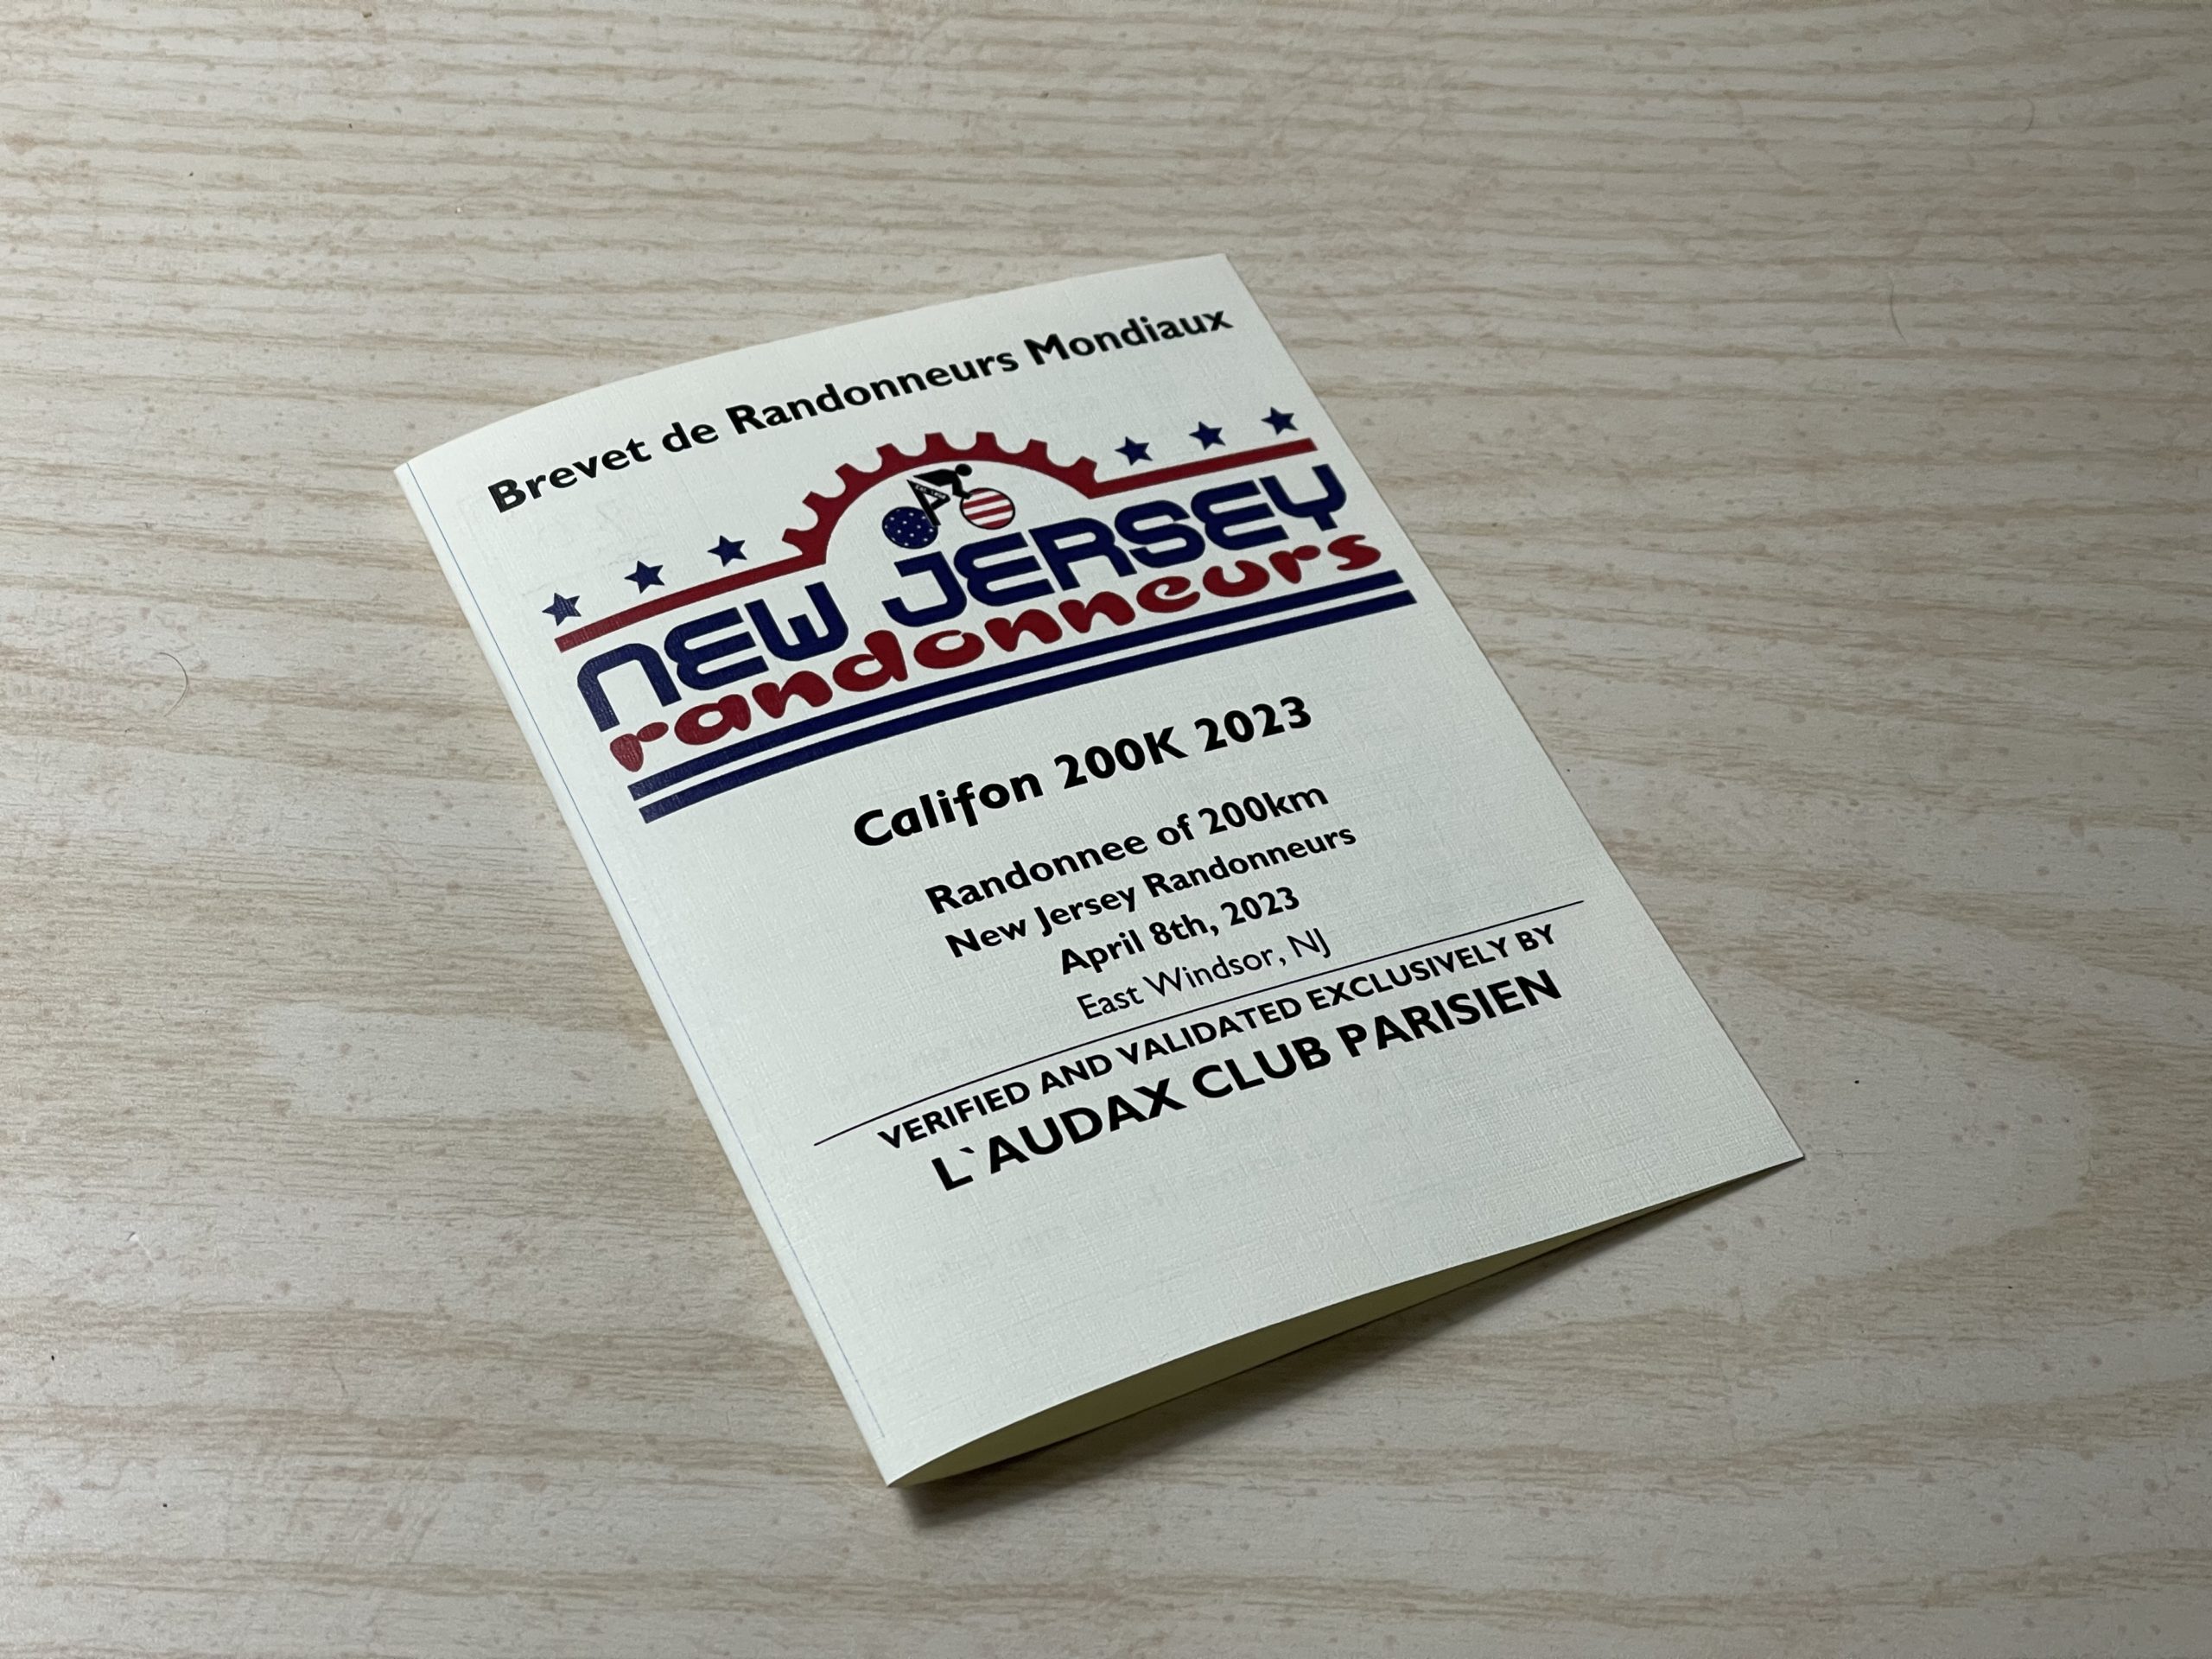 Brevet de Randonneurs Mondiaux
NEW JERSEY
randonneurs
Califon 200K 2023
Randonnee of 200km
New Jersey Randonneurs
April 8th, 2023
East Windsor, NJ
VERIFIED AND VALIDATED EXCLUSIVELY BY
L`AUDAX CLUB PARISIEN